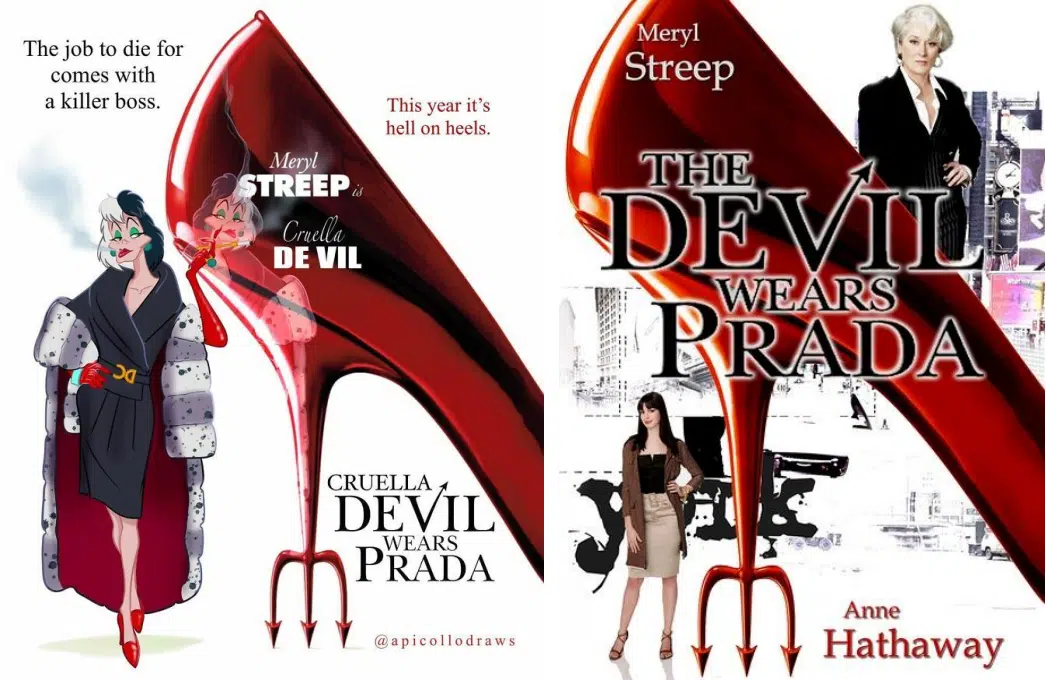 The job to die for
comes with
a killer boss.
This year it's
hell on heels.
Meryl
STREEP is
Cruella
DE VIL
CRUELLA
DEVIL
WEARS
PRADA
@apicollodraws
Meryl
Streep
THE
DEVIL
WEARS
PRADA
Anne
Hathaway